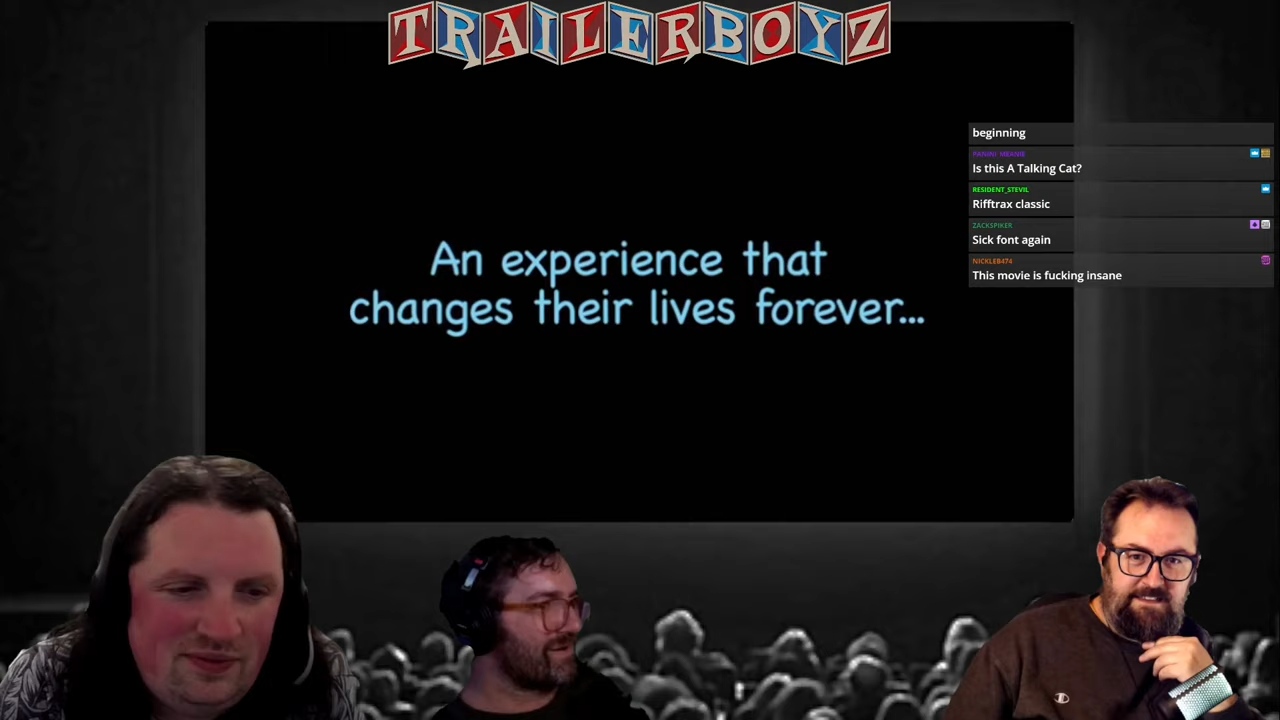 TRAILERBOYZ
An experience that
changes their lives forever...
beginning
PANINI_MEANIE
Is this A Talking Cat?
RESIDENT_STEVIL
Rifftrax classic
ZACKSPIKER
Sick font again
NICKLEB474
This movie is fucking insane